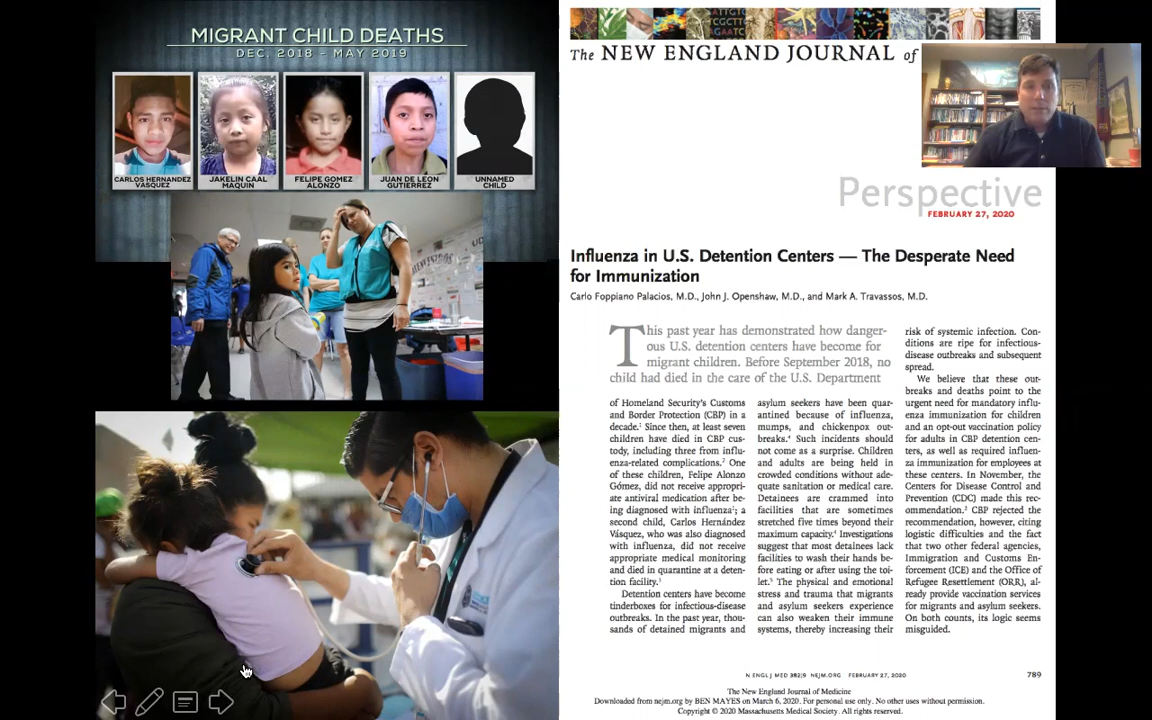 MIGRANT CHILD DEATHS
DEC. 2018 - MAY 2019
CARLOS HERNANDEZ
VASQUEZ
JAKELIN CAAL
MAQUIN
FELIPE GOMEZ
ALONZO
JUAN DE LEON
GUTIERREZ
UNNAMED
CHILD
The NEW ENGLAND JOURNAL of
Perspective
FEBRUARY 27, 2020
Influenza in U.S. Detention Centers — The Desperate Need
for Immunization
Carlo Foppiano Palacios, M.D., John J. Openshaw, M.D., and Mark A. Travassos, M.D.
This past year has demonstrated how danger-
ous U.S. detention centers have become for
migrant children. Before September 2018, no
child had died in the care of the U.S. Department
of Homeland Security's Customs
and Border Protection (CBP) in a
decade.¹ Since then, at least seven
children have died in CBP cus-
tody, including three from influ-
enza-related complications.² One
of these children, Felipe Alonzo
Gómez, did not receive appropri-
ate antiviral medication after be-
ing diagnosed with influenza¹; a
second child, Carlos Hernández
Vásquez, who was also diagnosed
with influenza, did not receive
appropriate medical monitoring
and died in quarantine at a deten-
tion facility.³
Detention centers have become
tinderboxes for infectious-disease
outbreaks. In the past year, thou-
sands of detained migrants and
asylum seekers have been quar-
antined because of influenza,
mumps, and chickenpox out-
breaks.⁴ Such incidents should
not come as a surprise. Children
and adults are being held in
crowded conditions without ade-
quate sanitation or medical care.
Detainees are crammed into
facilities that are sometimes
stretched five times beyond their
maximum capacity.⁴ Investigations
suggest that most detainees lack
facilities to wash their hands be-
fore eating or after using the toi-
let.⁵ The physical and emotional
stress and trauma that migrants
and asylum seekers experience
can also weaken their immune
systems, thereby increasing their
risk of systemic infection. Con-
ditions are ripe for infectious-
disease outbreaks and subsequent
spread.
We believe that these out-
breaks and deaths point to the
urgent need for mandatory influ-
enza immunization for children
and an opt-out vaccination policy
for adults in CBP detention cen-
ters, as well as required influen-
za immunization for employees at
these centers. In November, the
Centers for Disease Control and
Prevention (CDC) made this rec-
ommendation.² CBP rejected the
recommendation, however, citing
logistic difficulties and the fact
that two other federal agencies,
Immigration and Customs En-
forcement (ICE) and the Office of
Refugee Resettlement (ORR), al-
ready provide vaccination services
for migrants and asylum seekers.
On both counts, its logic seems
misguided.
N ENGL J MED 382;9 NEJM.ORG FEBRUARY 27, 2020
789
The New England Journal of Medicine
Downloaded from nejm.org by BEN MAYES on March 6, 2020. For personal use only. No other uses without permission.
Copyright © 2020 Massachusetts Medical Society. All rights reserved.